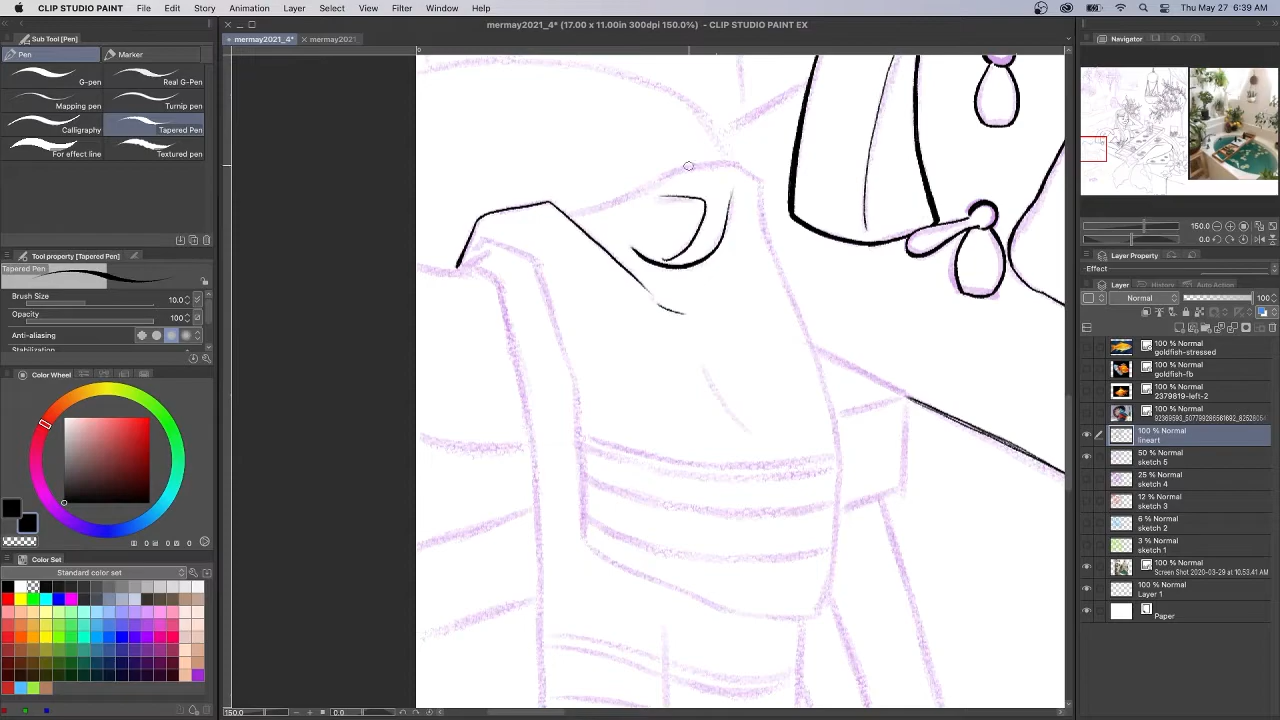 CLIP STUDIO PAINT File Edit Story Animation Layer Select View Filter Window Help Thu May 27 6:39 AM
mermay2021_4* (17.00 x 11.00in 300dpi 150.0%) - CLIP STUDIO PAINT EX
Sub Tool [Pen]
mermay2021_4*
mermay2021
Navigator
Pen
Marker
G-pen
Real G-Pen
Mapping pen
Turnip pen
Calligraphy
Tapered Pen
For effect line
Textured pen
Tool property [Tapered Pen]
Tapered Pen
Brush Size 10.0
Opacity 100
Anti-aliasing
Stabilization
Color Wheel
Color Set
Standard color set
150.0
0.0
150.0
0.0
Layer Property
Effect
Layer
History
Auto Action
Normal 100
100 % Normal
goldfish-stressed
100 % Normal
goldfish-fb
100 % Normal
2379819-left-2
100 % Normal
100 % Normal
lineart
50 % Normal
sketch 5
25 % Normal
sketch 4
12 % Normal
sketch 3
6 % Normal
sketch 2
3 % Normal
sketch 1
100 % Normal
Screen Shot 2020-03-29 at 10.53.41 AM
100 % Normal
Layer 1
Paper